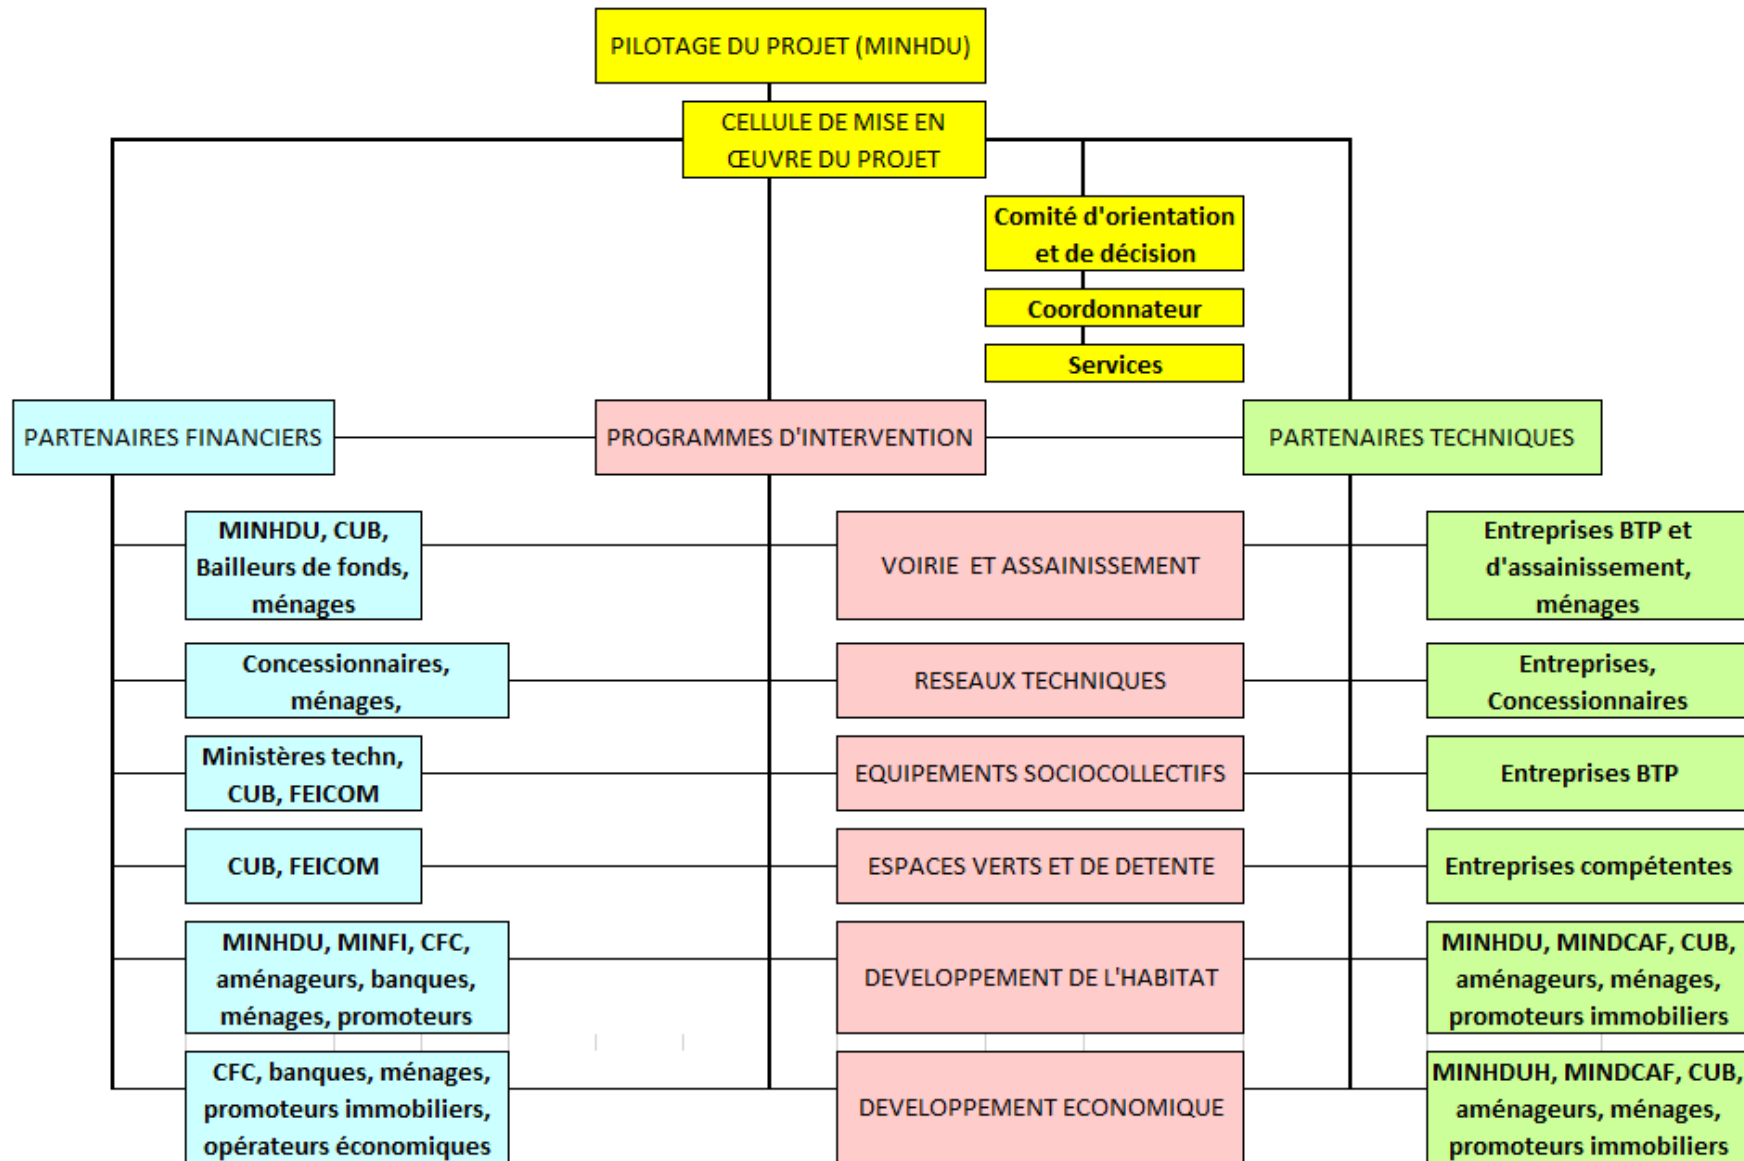 PILOTAGE DU PROJET (MINHDU)
CELLULE DE MISE EN
ŒUVRE DU PROJET
Comité d'orientation
et de décision
Coordonnateur
Services
PARTENAIRES FINANCIERS
PROGRAMMES D'INTERVENTION
PARTENAIRES TECHNIQUES
MINHDU, CUB,
Bailleurs de fonds,
ménages
VOIRIE ET ASSAINISSEMENT
Entreprises BTP et
d'assainissement,
ménages
Concessionnaires,
ménages,
RESEAUX TECHNIQUES
Entreprises,
Concessionnaires
Ministères techn,
CUB, FEICOM
EQUIPEMENTS SOCIOCOLLECTIFS
Entreprises BTP
CUB, FEICOM
ESPACES VERTS ET DE DETENTE
Entreprises compétentes
MINHDU, MINFI, CFC,
aménageurs, banques,
ménages, promoteurs
DEVELOPPEMENT DE L'HABITAT
MINHDU, MINDCAF, CUB,
aménageurs, ménages,
promoteurs immobiliers
CFC, banques, ménages,
promoteurs immobiliers,
opérateurs économiques
DEVELOPPEMENT ECONOMIQUE
MINHDUH, MINDCAF, CUB,
aménageurs, ménages,
promoteurs immobiliers